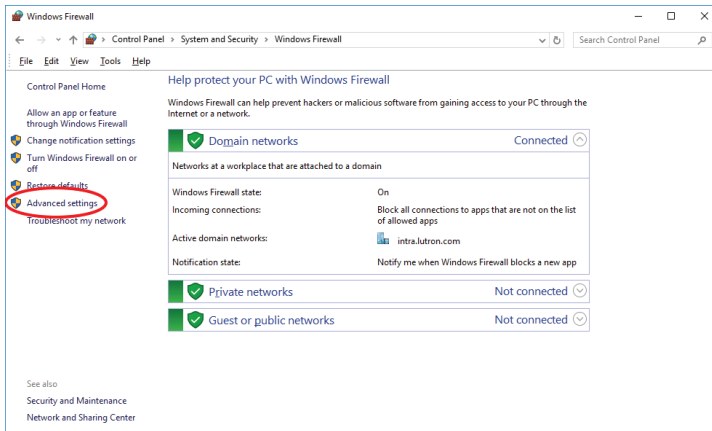 Windows Firewall
Control Panel > System and Security > Windows Firewall
Search Control Panel
File Edit View Tools Help
Control Panel Home
Allow an app or feature
through Windows Firewall
Change notification settings
Turn Windows Firewall on or
off
Restore defaults
Advanced settings
Troubleshoot my network
Help protect your PC with Windows Firewall
Windows Firewall can help prevent hackers or malicious software from gaining access to your PC through the
Internet or a network.
Domain networks Connected
Networks at a workplace that are attached to a domain
Windows Firewall state: On
Incoming connections: Block all connections to apps that are not on the list
of allowed apps
Active domain networks: intra.lutron.com
Notification state: Notify me when Windows Firewall blocks a new app
Private networks Not connected
Guest or public networks Not connected
See also
Security and Maintenance
Network and Sharing Center